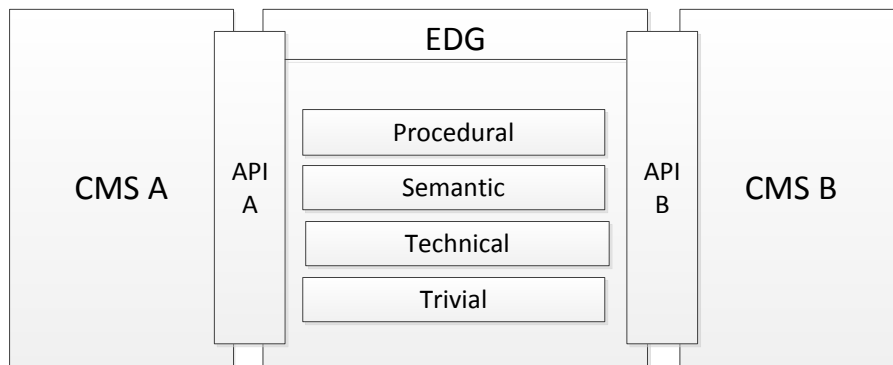 EDG
CMS A
API
A
Procedural
Semantic
Technical
Trivial
API
B
CMS B